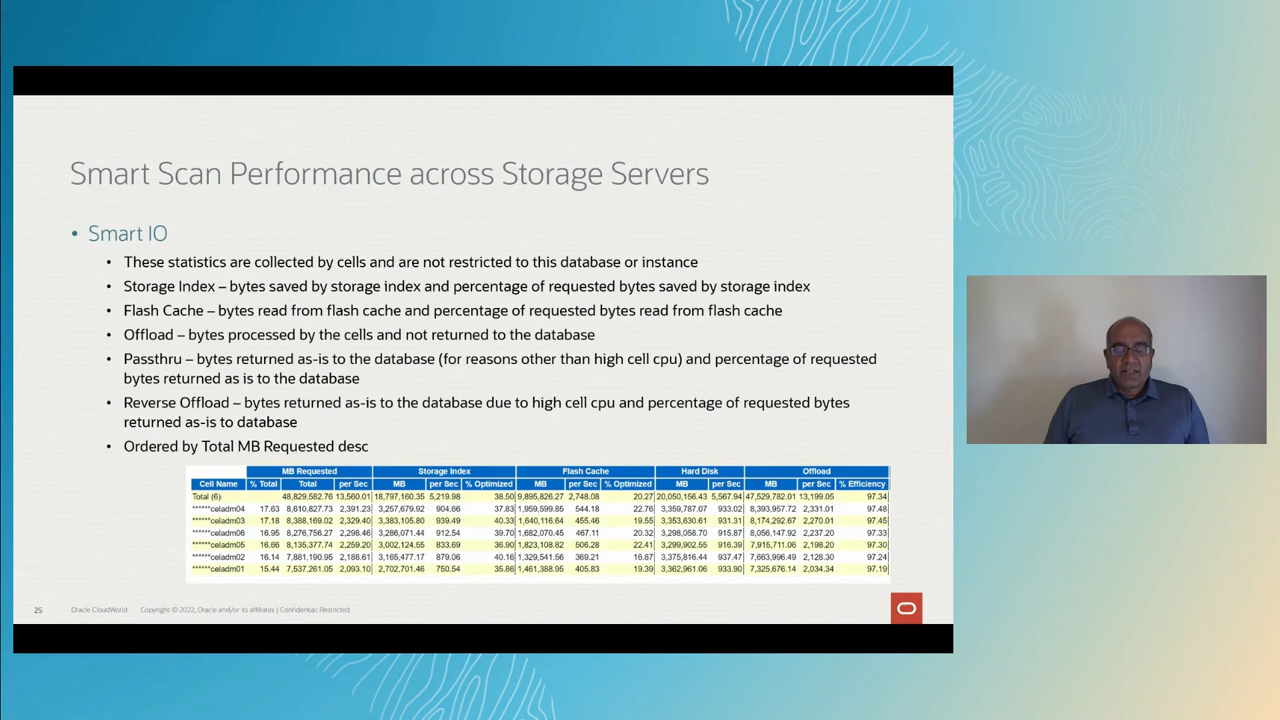 Smart Scan Performance across Storage Servers
• Smart IO
• These statistics are collected by cells and are not restricted to this database or instance
• Storage Index – bytes saved by storage index and percentage of requested bytes saved by storage index
• Flash Cache – bytes read from flash cache and percentage of requested bytes read from flash cache
• Offload – bytes processed by the cells and not returned to the database
• Passthru – bytes returned as-is to the database (for reasons other than high cell cpu) and percentage of requested
bytes returned as is to the database
• Reverse Offload – bytes returned as-is to the database due to high cell cpu and percentage of requested bytes
returned as-is to database
• Ordered by Total MB Requested desc
MB Requested Storage Index Flash Cache Hard Disk Offload
Cell Name % Total Total per Sec MB per Sec % Optimized MB per Sec % Optimized MB per Sec MB per Sec % Efficiency
Total (6) 48,829,582.76 13,560.01 18,797,160.35 5,219.98 38.50 9,895,826.27 2,748.08 20.27 20,050,156.43 5,567.94 47,529,782.01 13,199.05 97.34
******celadm04 17.63 8,610,827.73 2,391.23 3,257,679.92 904.66 37.83 1,959,599.85 544.18 22.76 3,359,787.07 933.02 8,393,957.72 2,331.01 97.48
******celadm03 17.18 8,388,169.02 2,329.40 3,383,105.80 939.49 40.33 1,640,116.64 455.46 19.55 3,353,630.61 931.31 8,174,292.67 2,270.01 97.45
******celadm06 16.95 8,276,756.27 2,298.46 3,286,071.44 912.54 39.70 1,682,070.45 467.11 20.32 3,298,058.70 915.87 8,056,147.92 2,237.20 97.33
******celadm05 16.66 8,135,377.74 2,259.20 3,002,124.55 833.69 36.90 1,823,108.82 506.28 22.41 3,299,902.55 916.39 7,915,711.06 2,198.20 97.30
******celadm02 16.14 7,881,190.95 2,188.61 3,165,477.17 879.06 40.16 1,329,541.56 369.21 16.87 3,375,816.44 937.47 7,663,996.49 2,128.30 97.24
******celadm01 15.44 7,537,261.05 2,093.10 2,702,701.46 750.54 35.86 1,461,388.95 405.83 19.39 3,362,961.06 933.90 7,325,676.14 2,034.34 97.19
25 Oracle CloudWorld Copyright © 2022, Oracle and/or its affiliates | Confidential: Restricted